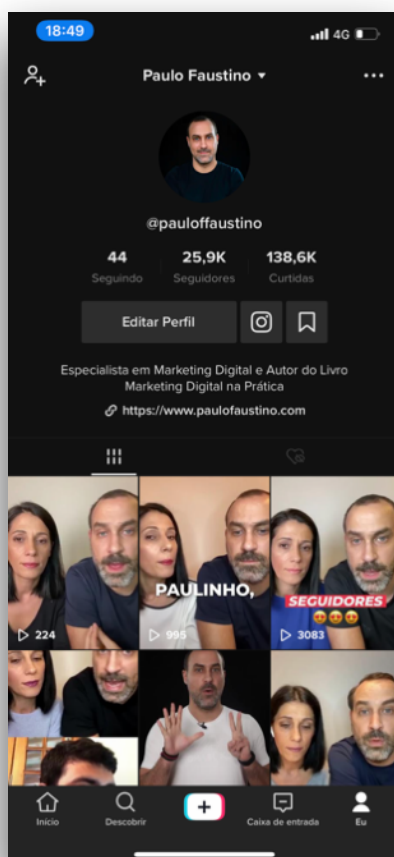 18:49
4G
Paulo Faustino
@pauloffaustino
44 25,9K 138,6K
Seguindo Seguidores Curtidas
Editar Perfil
Especialista em Marketing Digital e Autor do Livro
Marketing Digital na Prática
https://www.paulofaustino.com
PAULINHO,
SEGUIDORES
224 995 3083
Início Descobrir Caixa de entrada Eu